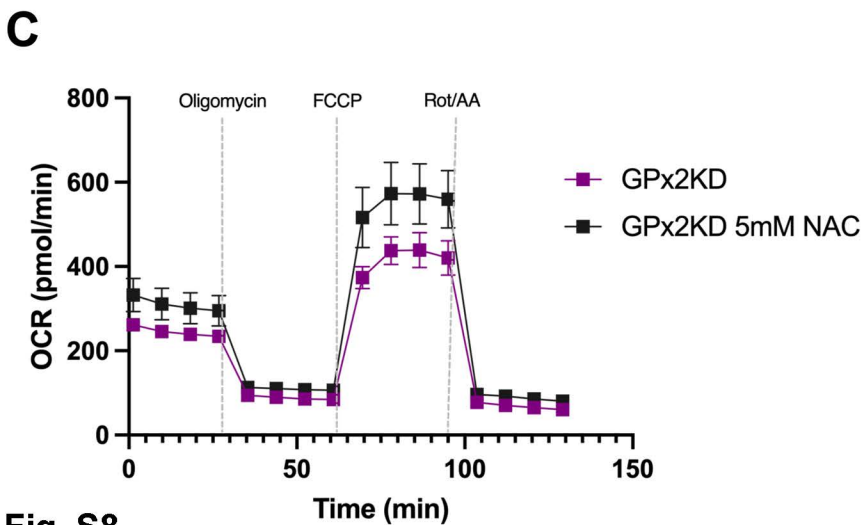 C
Oligomycin FCCP Rot/AA
800
600
400
200
0
OCR (pmol/min)
0 50 100 150
Time (min)
GPx2KD
GPx2KD 5mM NAC
Fig. S8